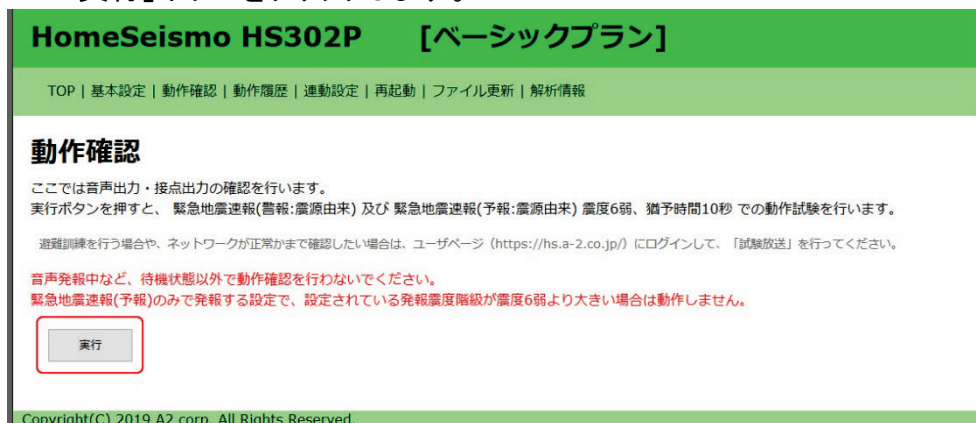 実行」ボタンをクリックします。
HomeSeismo HS302P [ベーシックプラン]
TOP | 基本設定 | 動作確認 | 動作履歴 | 連動設定 | 再起動 | ファイル更新 | 解析情報
動作確認
ここでは音声出力・接点出力の確認を行います。
実行ボタンを押すと、 緊急地震速報(警報:震源由来) 及び 緊急地震速報(予報:震源由来) 震度6弱、猶予時間10秒 での動作試験を行います。
避難訓練を行う場合や、ネットワークが正常かまで確認したい場合は、ユーザページ（https://hs.a-2.co.jp/）にログインして、「試験放送」を行ってください。
音声発報中など、待機状態以外で動作確認を行わないでください。
緊急地震速報(予報)のみで発報する設定で、設定されている発報震度階級が震度6弱より大きい場合は動作しません。
実行
Copyright(C) 2019 A2 corp. All Rights Reserved.